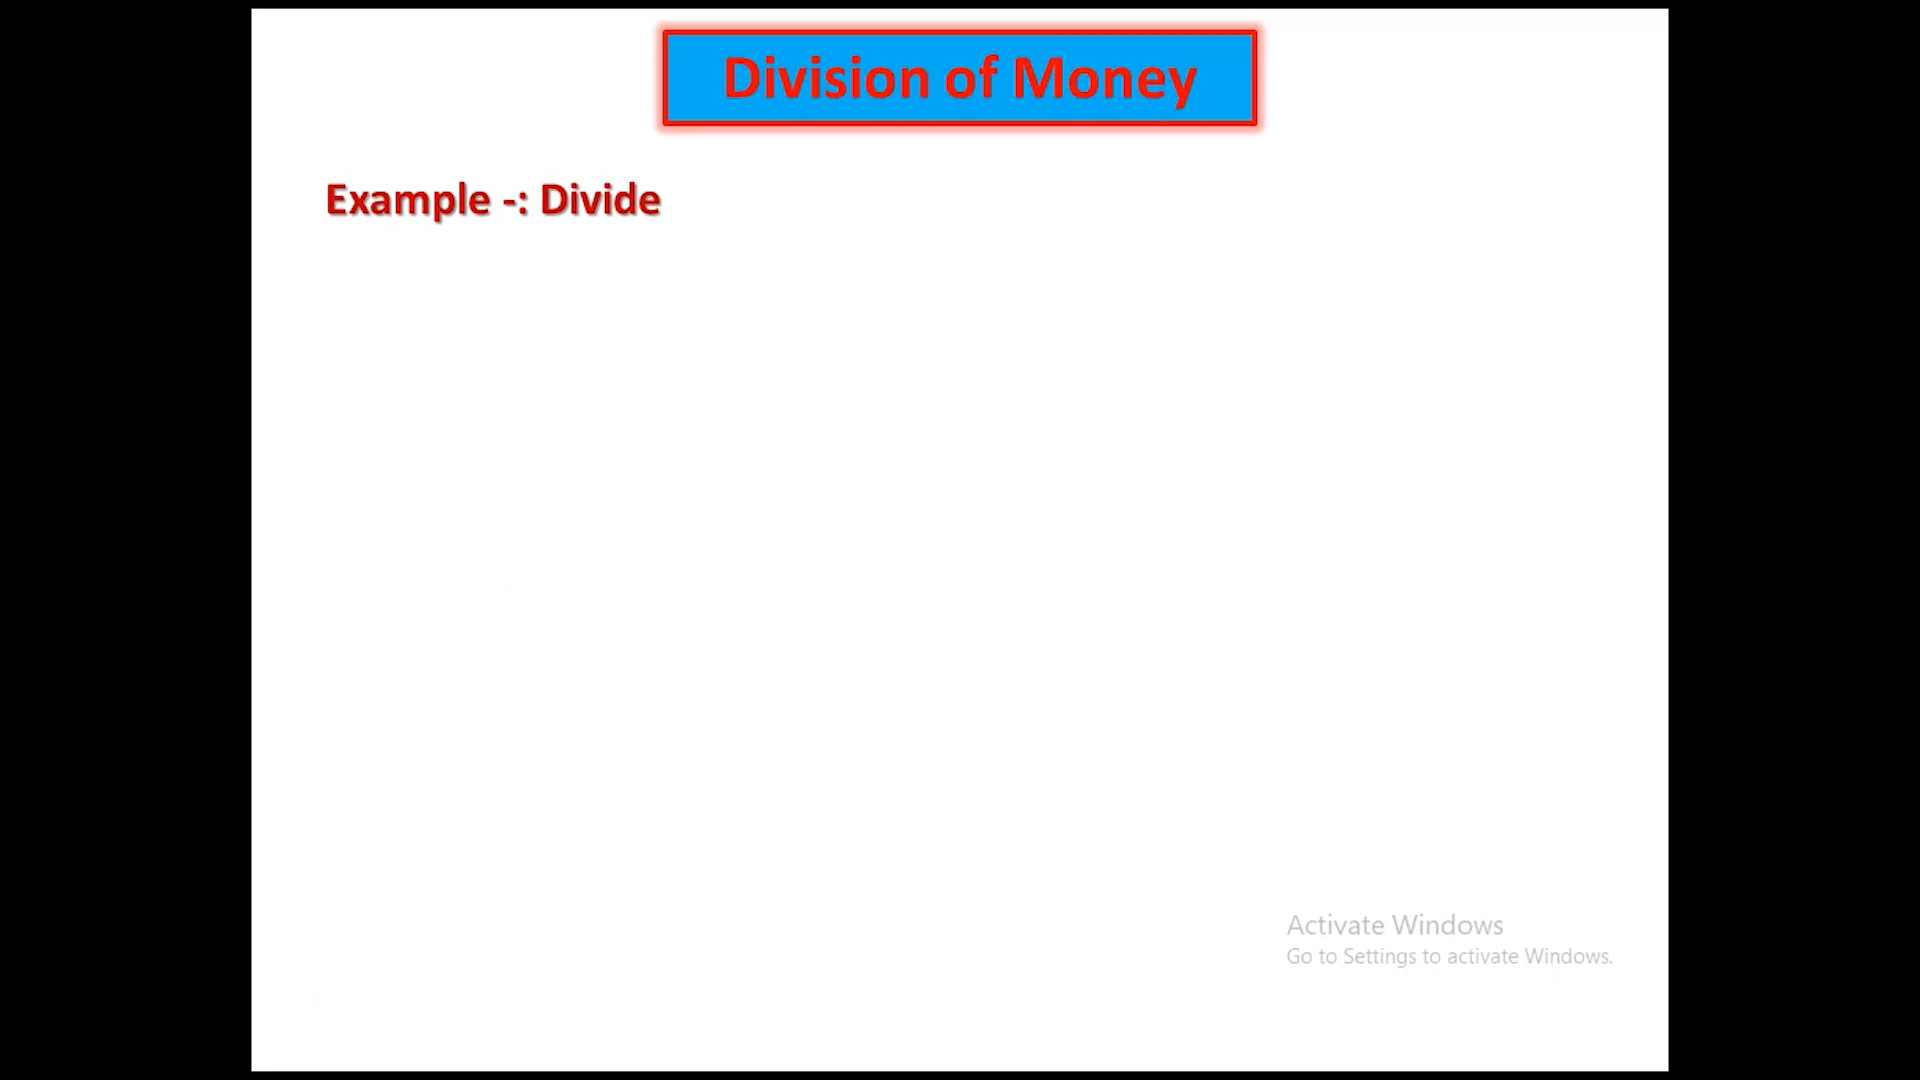 Division of Money
Example -: Divide
Activate Windows
Go to Settings to activate Windows.